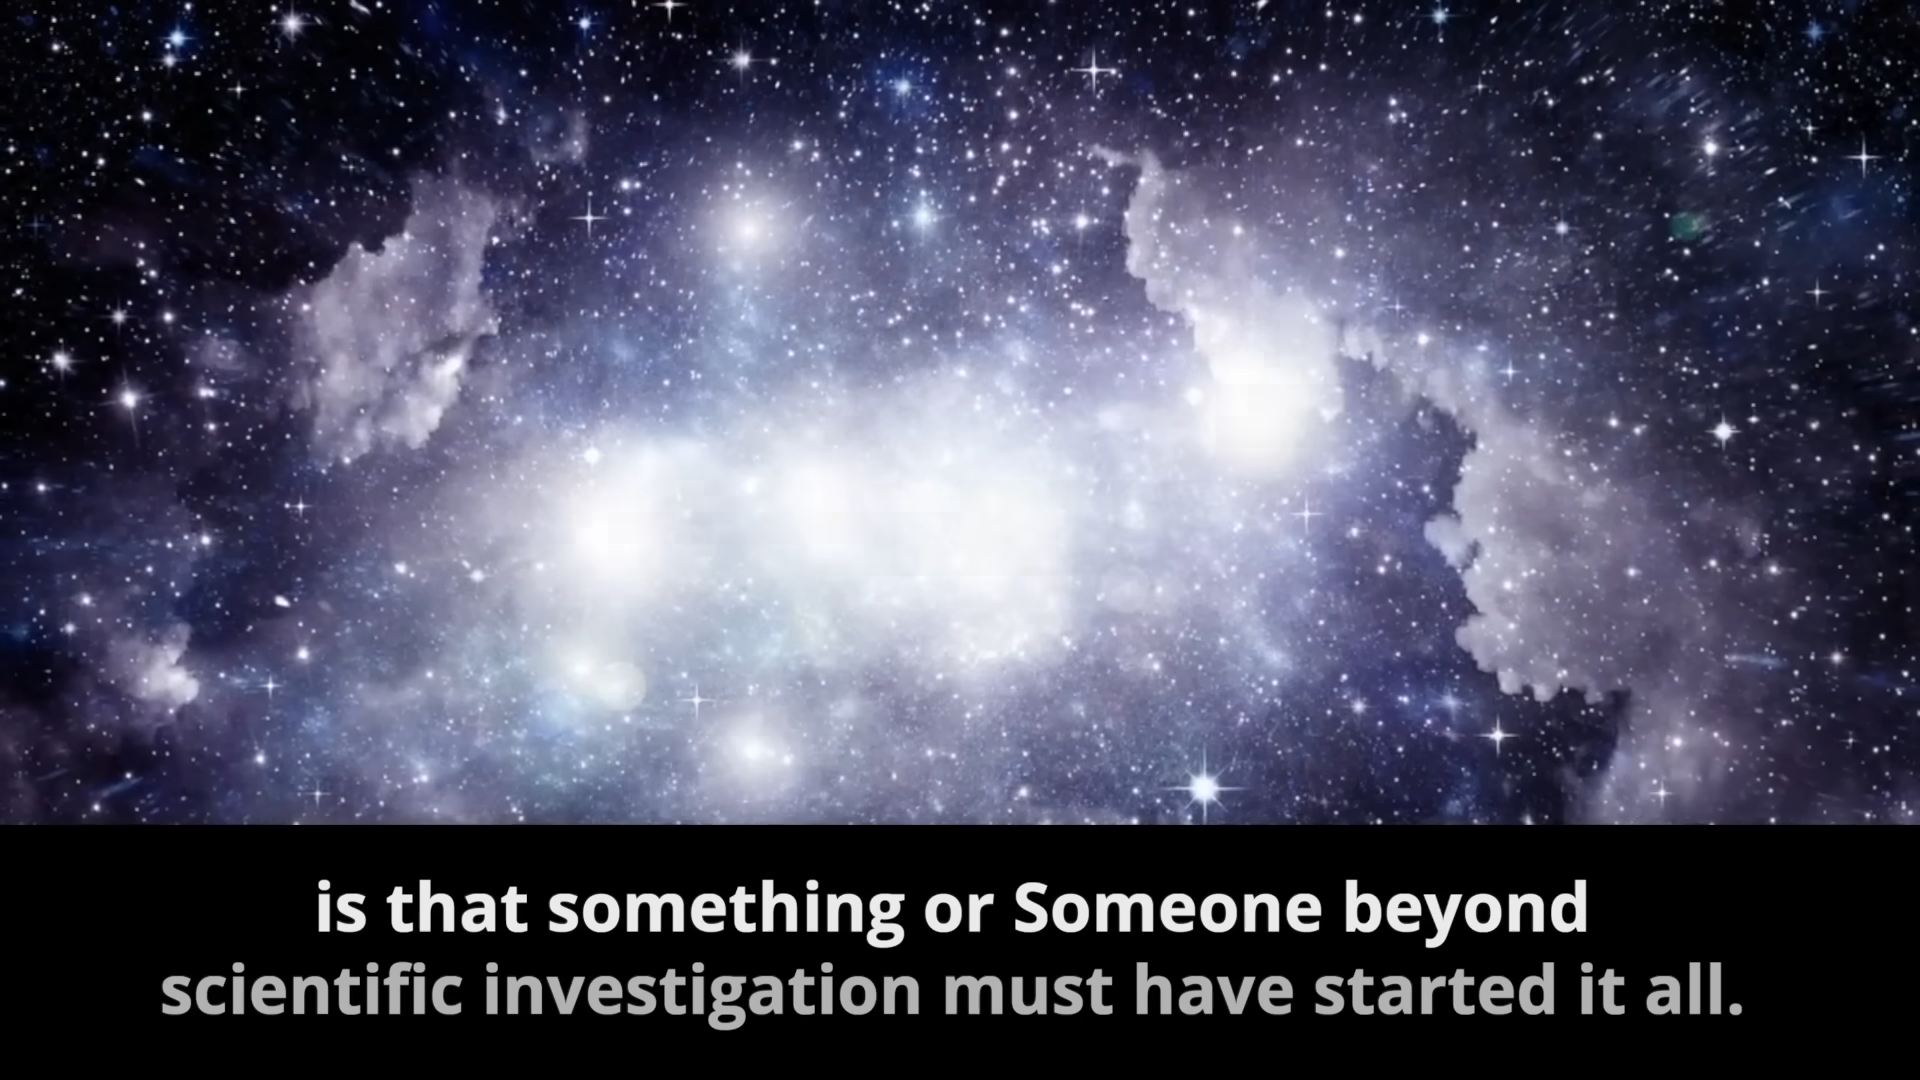 is that something or Someone beyond
scientific investigation must have started it all.